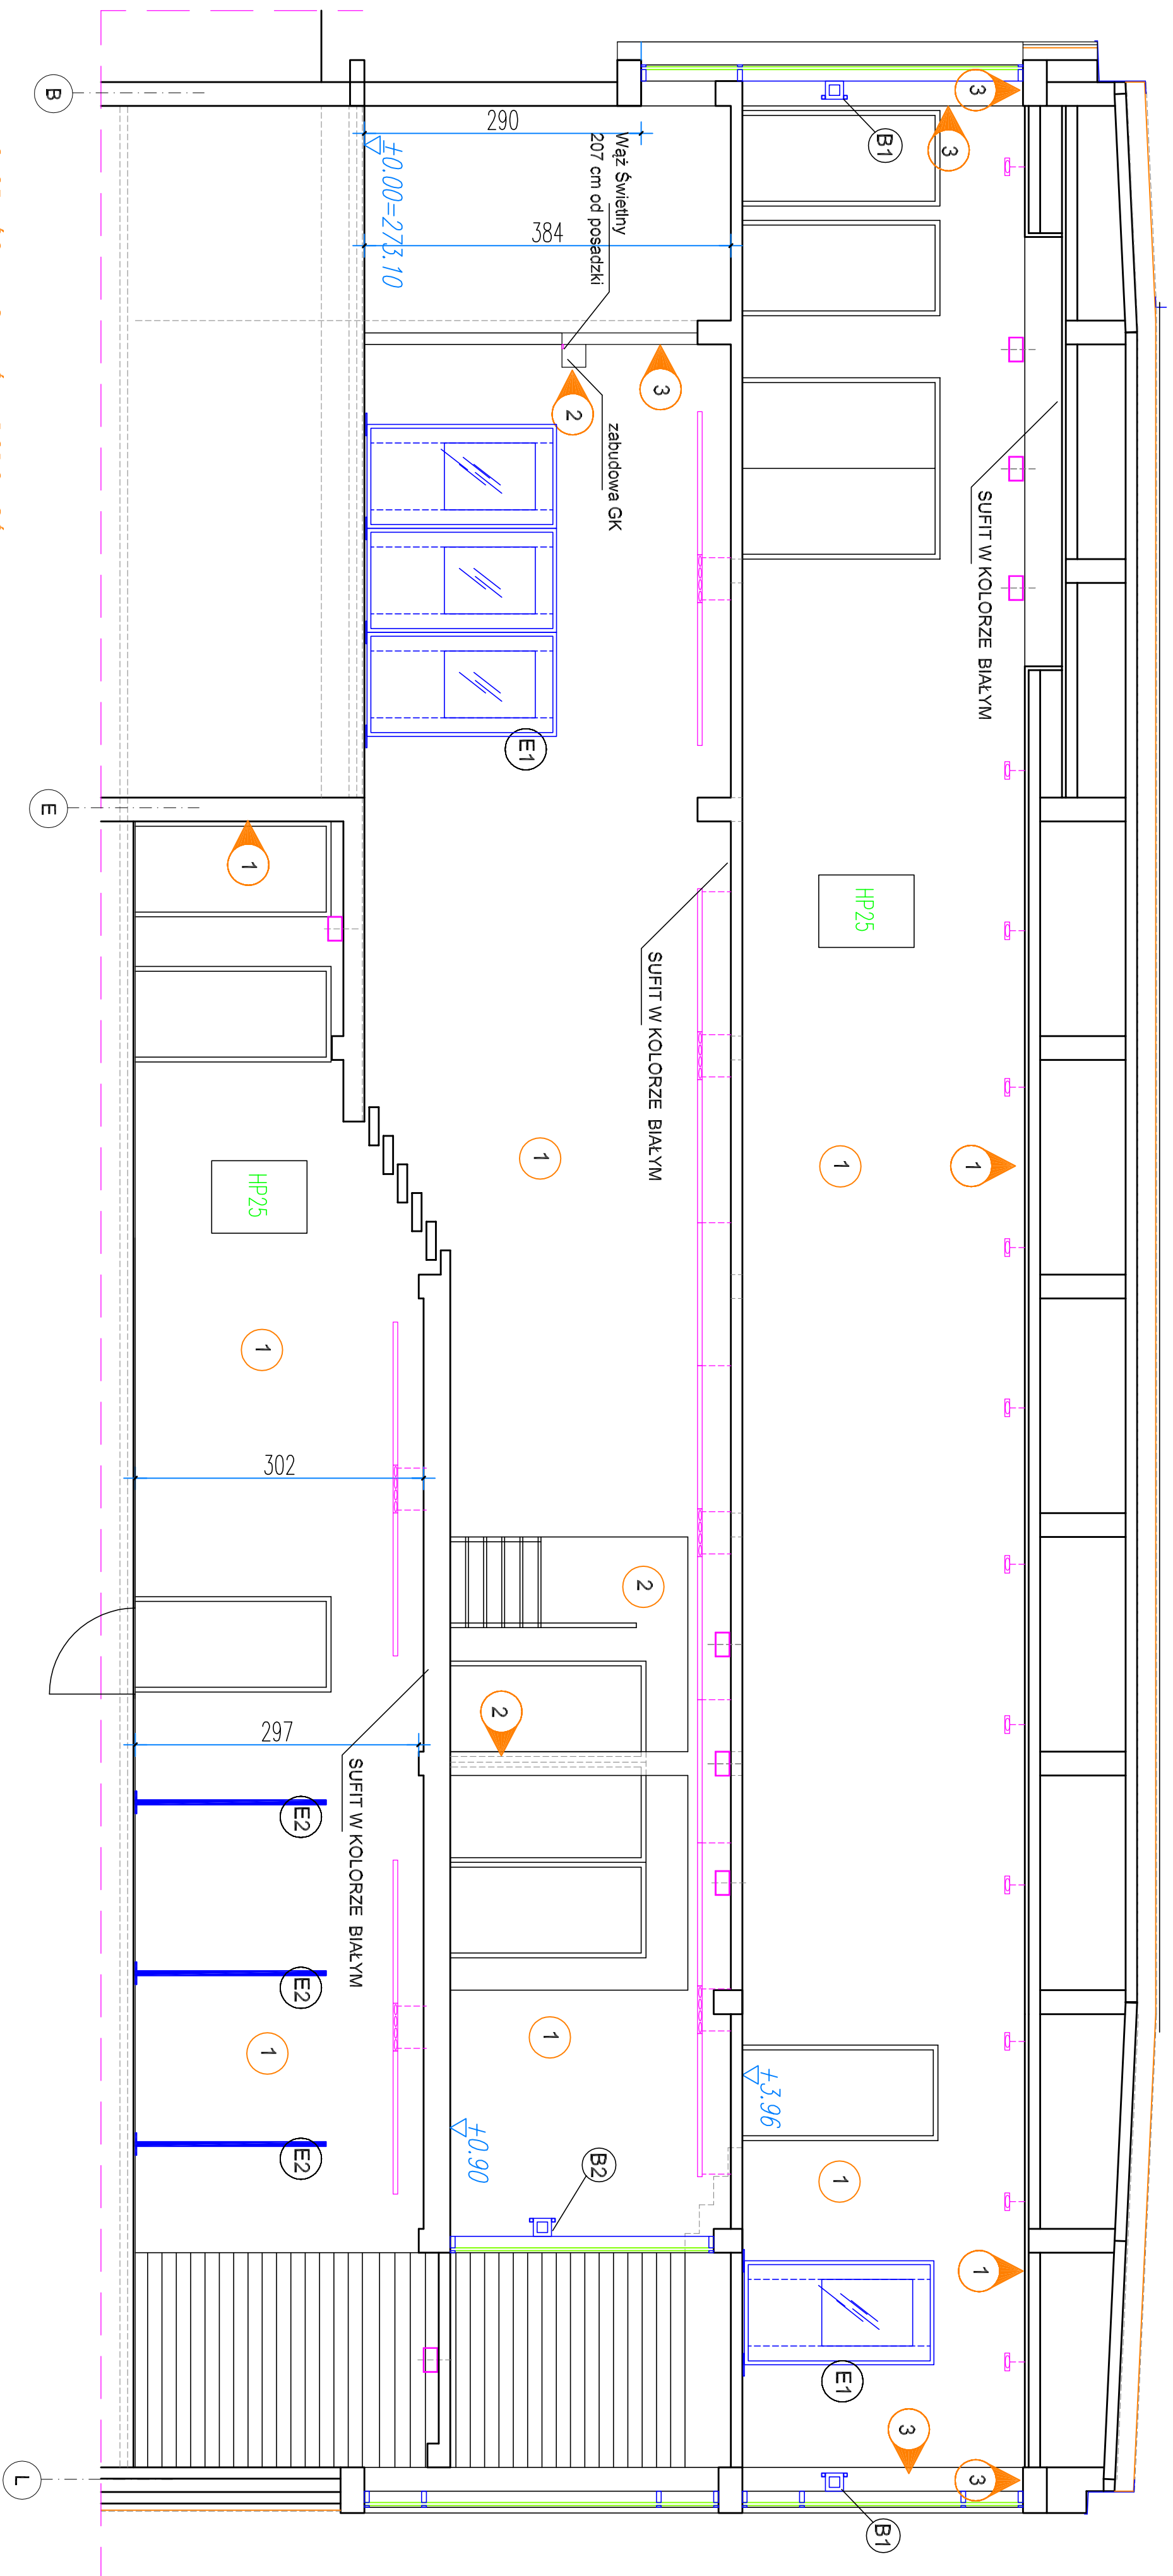 B
B1
3
3
290
±0.00=273.10
Wąż Świetlny
207 cm od posadzki
384
3
2
zabudowa GK
SUFIT W KOLORZE BIAŁYM
E1
E
1
HP25
SUFIT W KOLORZE BIAŁYM
HP25
1
1
1
1
302
2
2
297
SUFIT W KOLORZE BIAŁYM
E2
E2
E2
1
1
±3.96
±0.90
B2
1
1
E1
3
3
L
B1